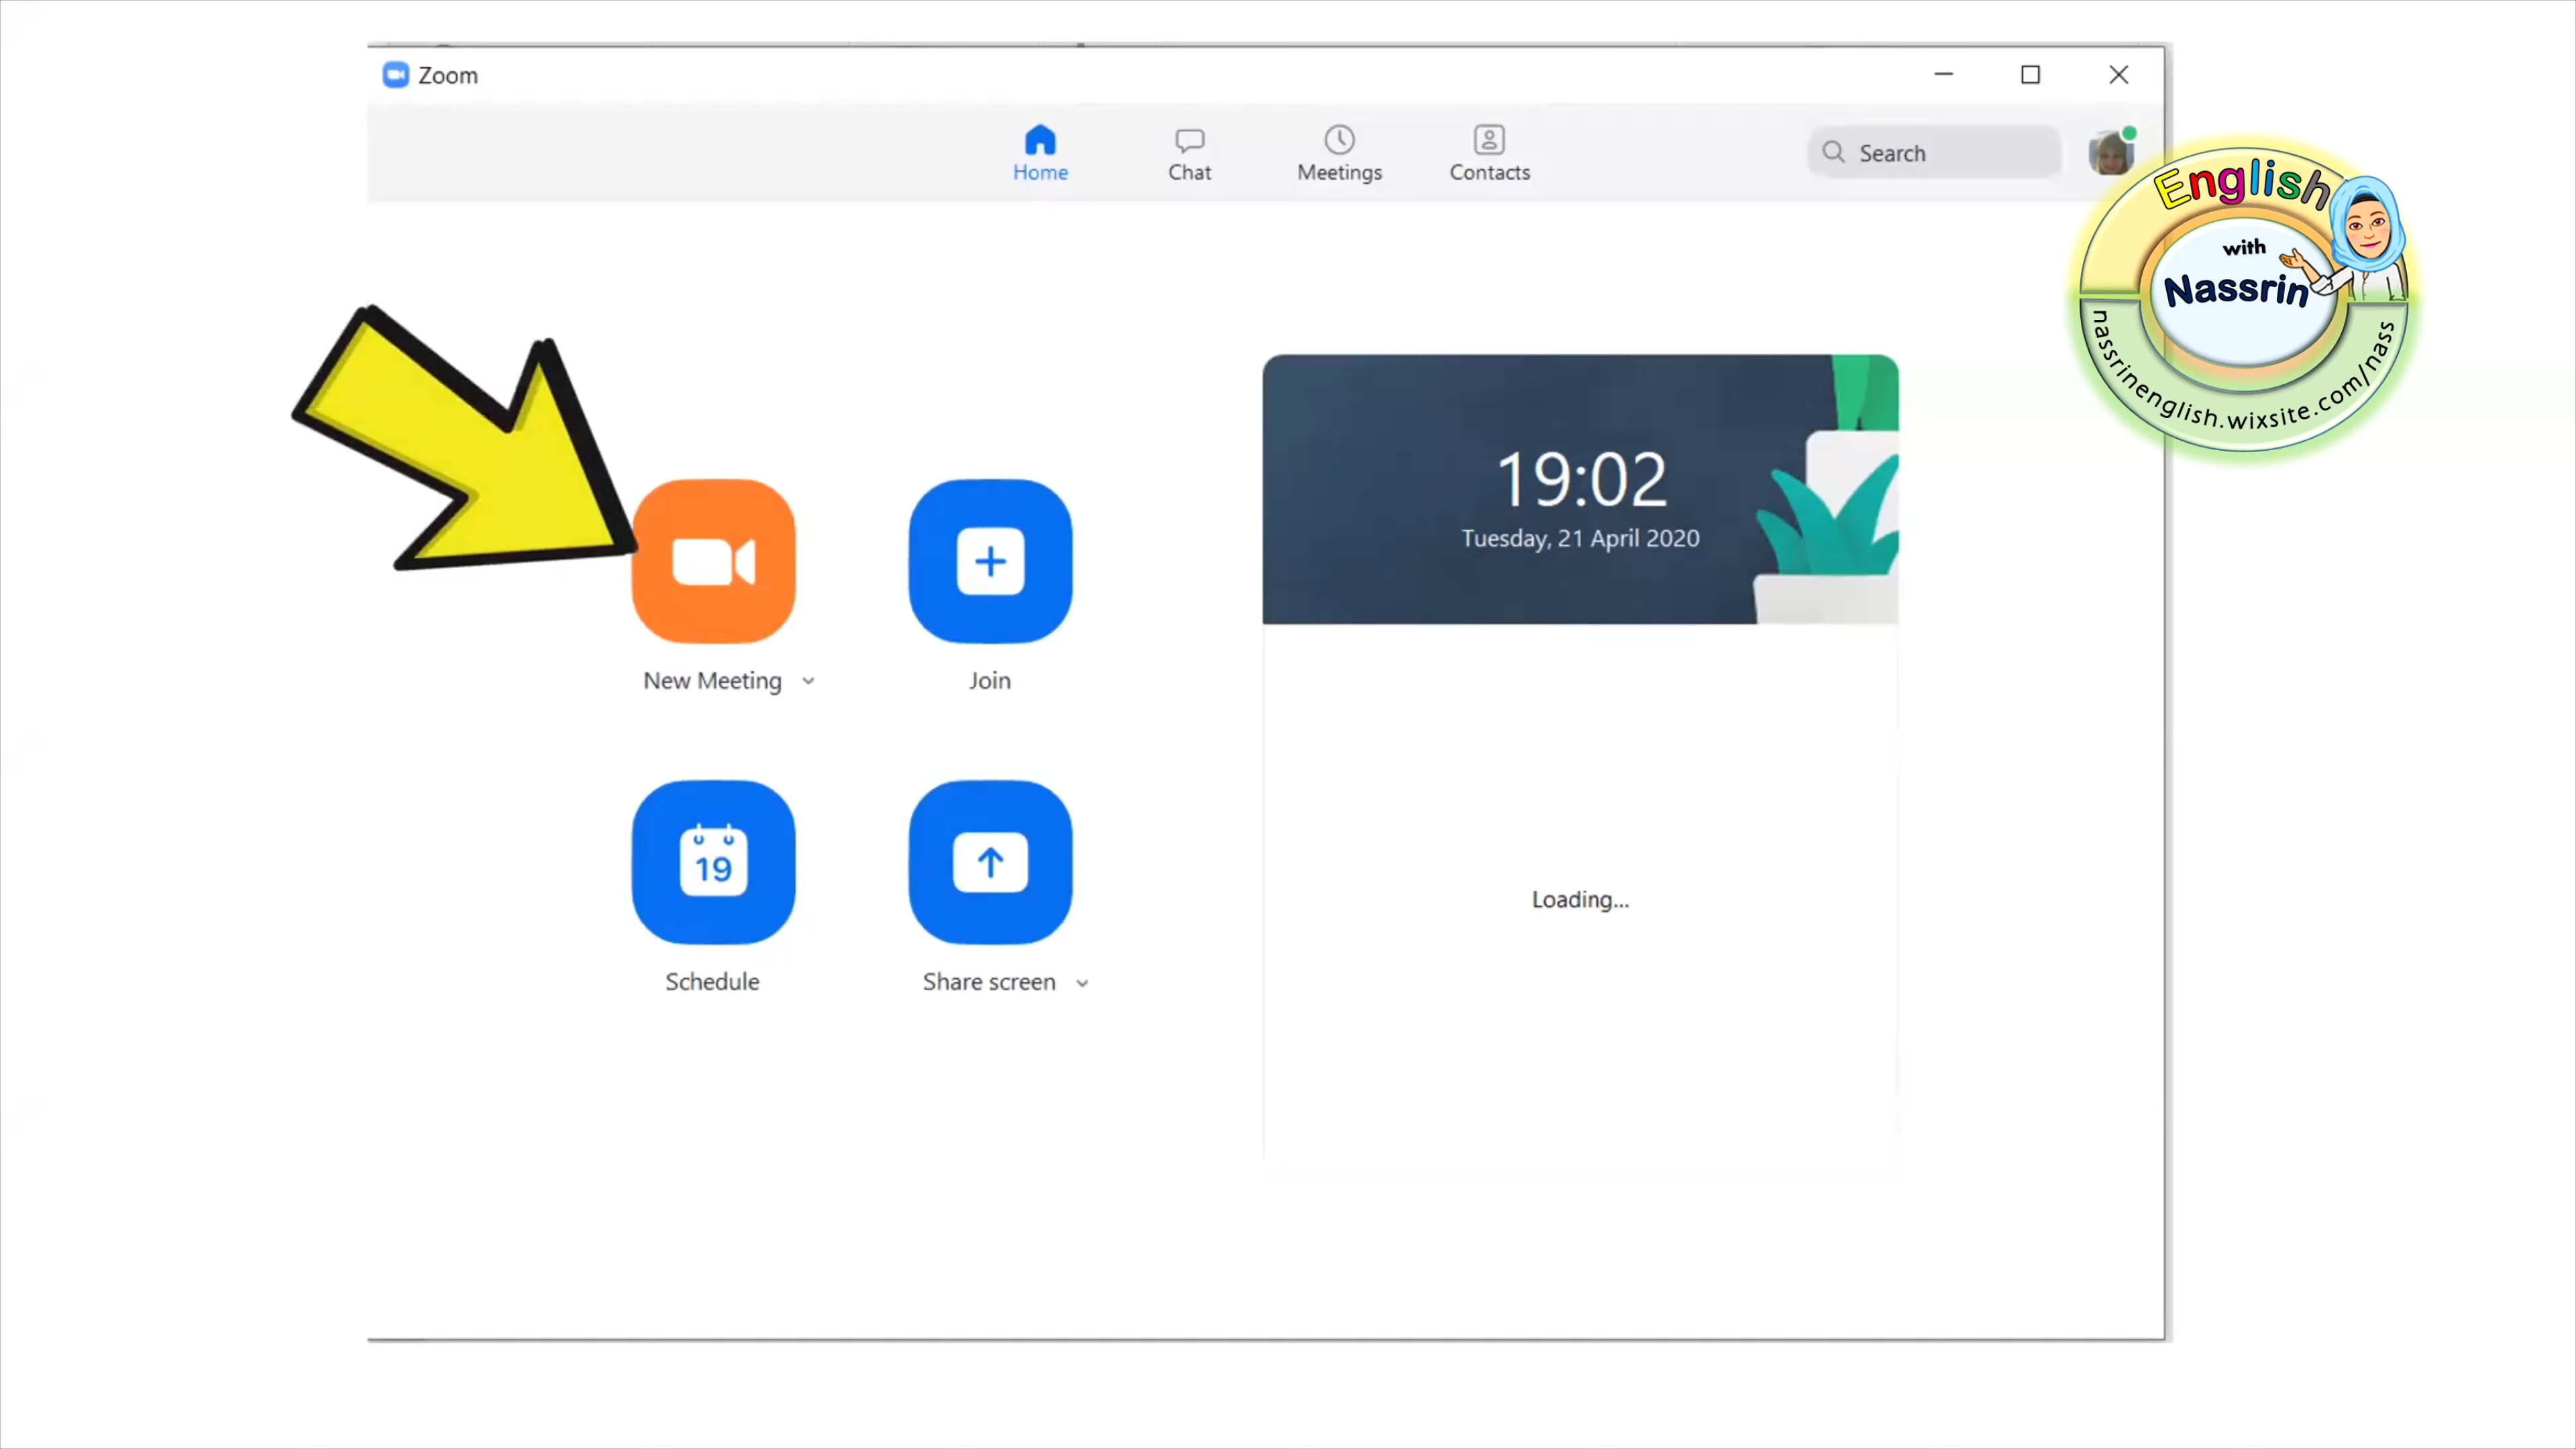 Zoom
Home
Chat
Meetings
Contacts
Search
English
with
Nassrin
nassrinenglish.wixsite.com/nass
19:02
Tuesday, 21 April 2020
New Meeting
Join
19
Schedule
Share screen
Loading...